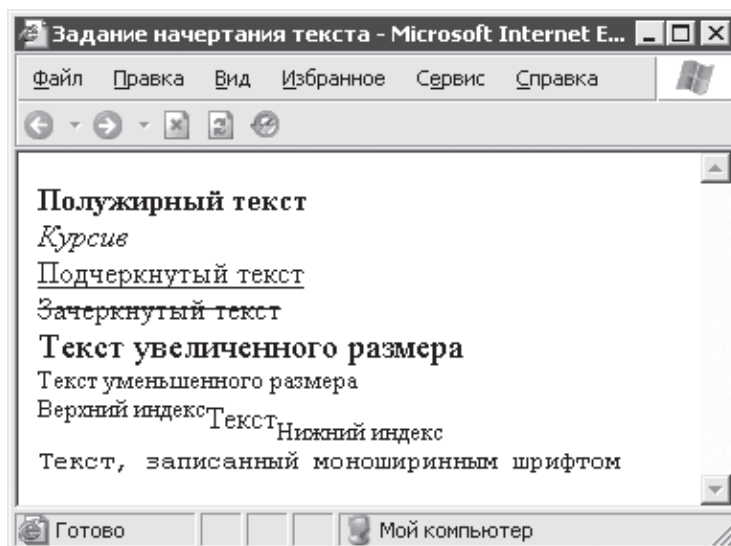 Задание начертания текста - Microsoft Internet E...
Файл Правка Вид Избранное Сервис Справка
Полужирный текст
Курсив
Подчеркнутый текст
Зачеркнутый текст
Текст увеличенного размера
Текст уменьшенного размера
Верхний индексТекстНижний индекс
Текст, записанный моноширинным шрифтом
Готово Мой компьютер